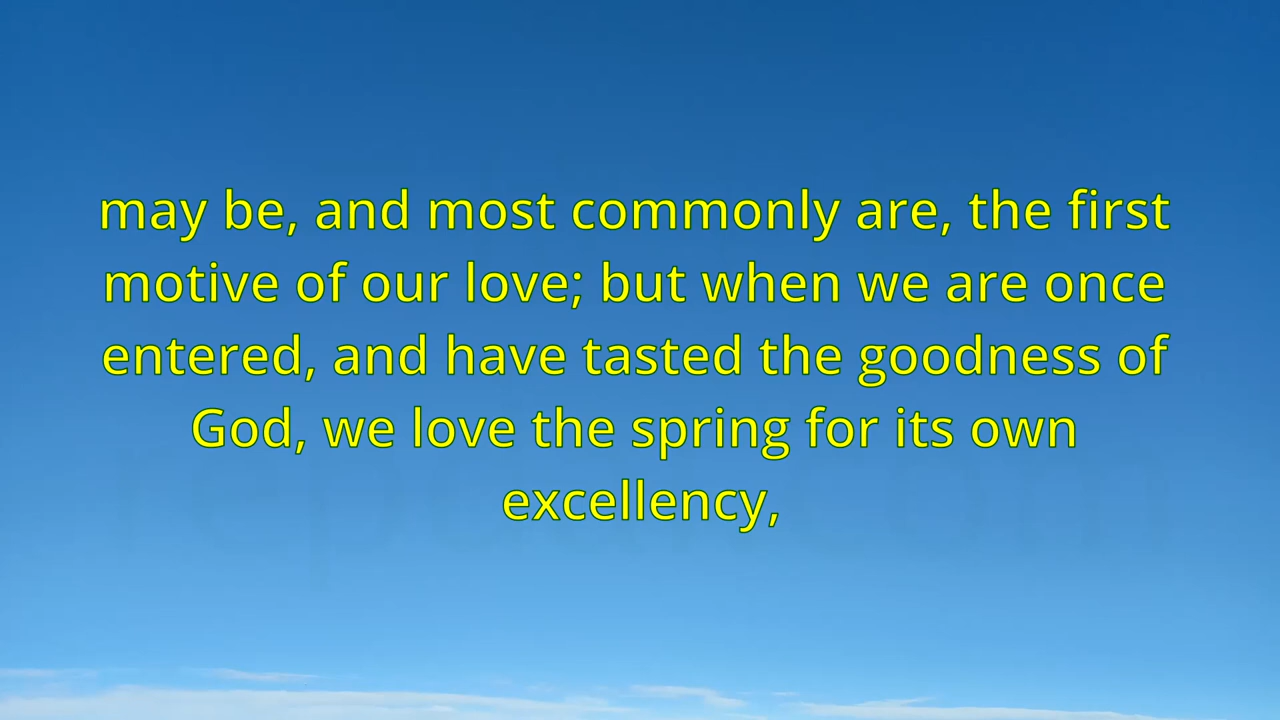 may be, and most commonly are, the first
motive of our love; but when we are once
entered, and have tasted the goodness of
God, we love the spring for its own
excellency,